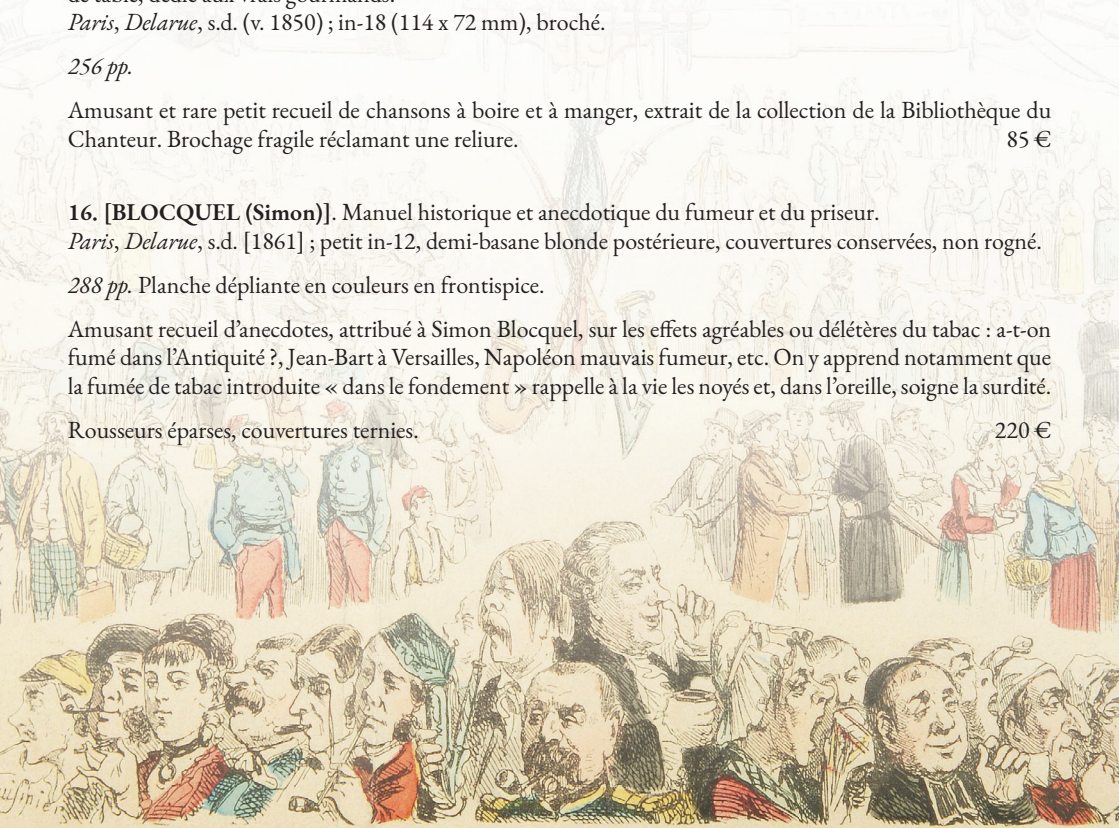 de table, dédié aux vrais gourmands.
Paris, Delarue, s.d. (v. 1850) ; in-18 (114 x 72 mm), broché.
256 pp.
Amusant et rare petit recueil de chansons à boire et à manger, extrait de la collection de la Bibliothèque du
Chanteur. Brochage fragile réclamant une reliure. 85 €
16. [BLOCQUEL (Simon)]. Manuel historique et anecdotique du fumeur et du priseur.
Paris, Delarue, s.d. [1861] ; petit in-12, demi-basane blonde postérieure, couvertures conservées, non rogné.
288 pp. Planche dépliante en couleurs en frontispice.
Amusant recueil d’anecdotes, attribué à Simon Blocquel, sur les effets agréables ou délétères du tabac : a-t-on
fumé dans l’Antiquité ?, Jean-Bart à Versailles, Napoléon mauvais fumeur, etc. On y apprend notamment que
la fumée de tabac introduite « dans le fondement » rappelle à la vie les noyés et, dans l’oreille, soigne la surdité.
Rousseurs éparses, couvertures ternies. 220 €